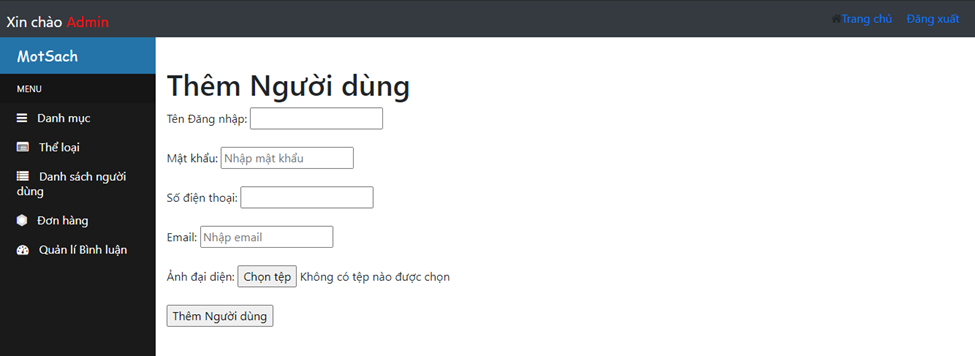 Xin chào Admin
Trang chủ Đăng xuất
MotSach
MENU
Danh mục
Thể loại
Danh sách người
dùng
Đơn hàng
Quản lí Bình luận
Thêm Người dùng
Tên Đăng nhập:
Mật khẩu: Nhập mật khẩu
Số điện thoại:
Email: Nhập email
Ảnh đại diện: Chọn tệp Không có tệp nào được chọn
Thêm Người dùng